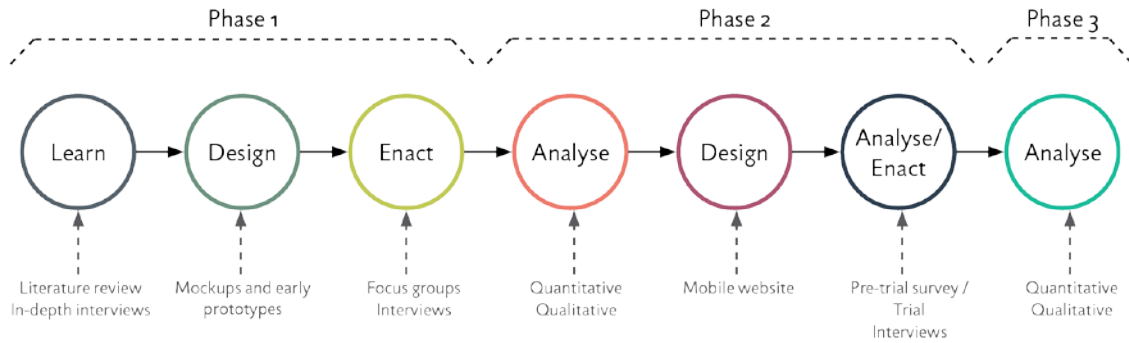 Phase 1
Phase 2
Phase 3
Learn
Design
Enact
Analyse
Design
Analyse/
Enact
Analyse
Literature review
In-depth interviews
Mockups and early
prototypes
Focus groups
Interviews
Quantitative
Qualitative
Mobile website
Pre-trial survey /
Trial
Interviews
Quantitative
Qualitative